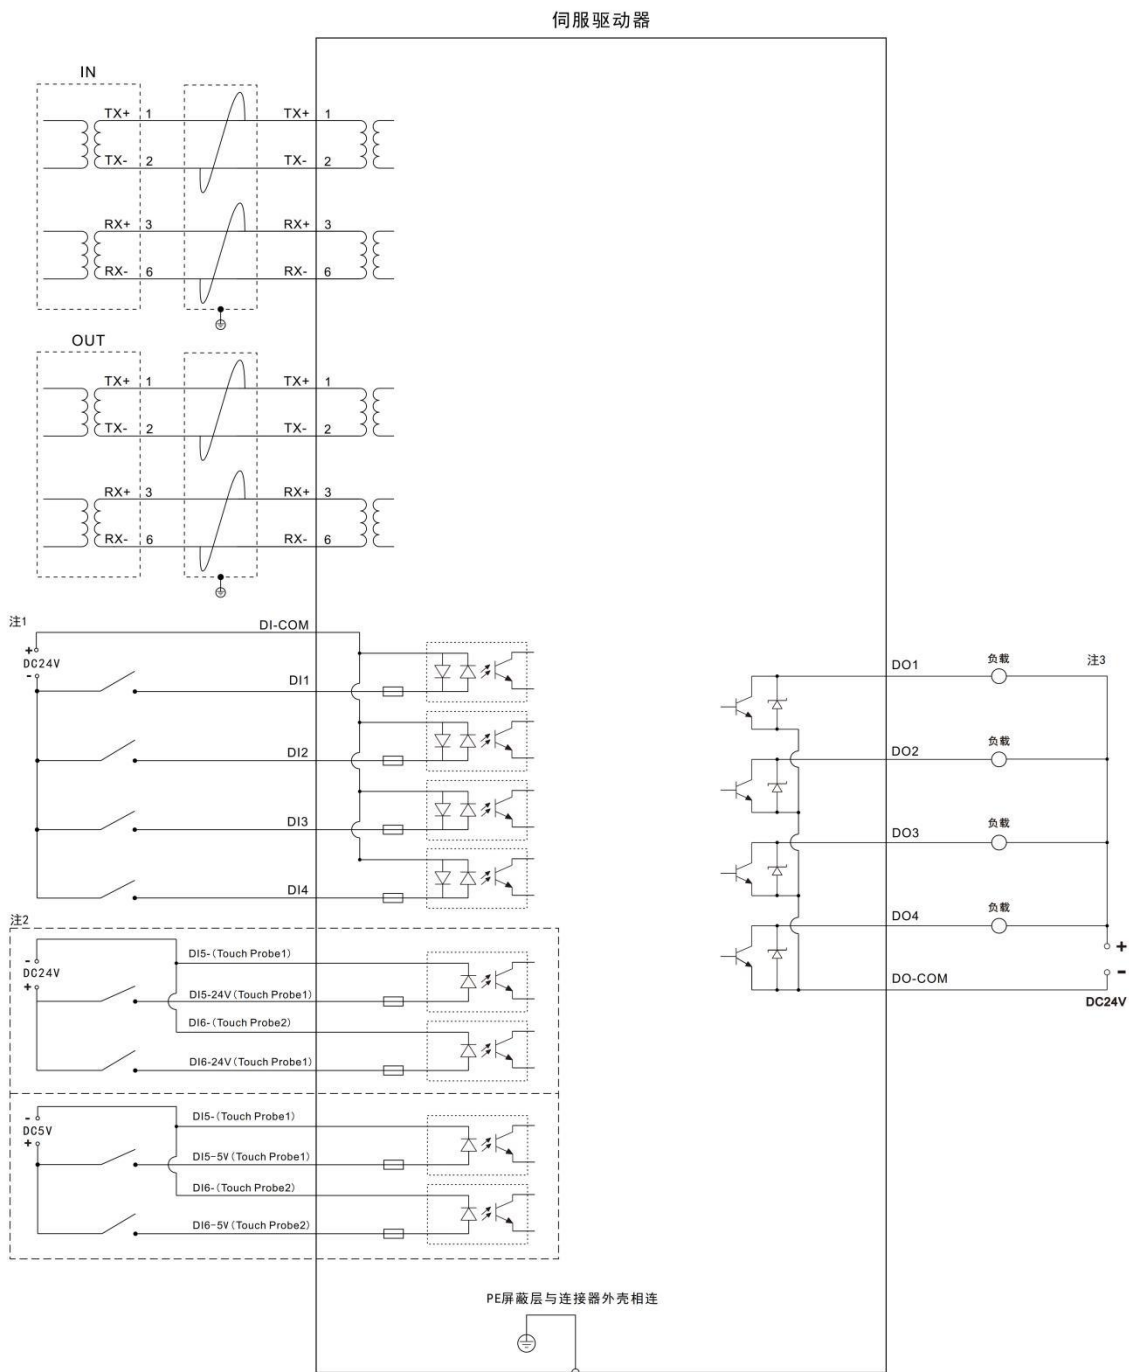 伺服驱动器
IN
TX+ 1 TX+ 1
TX- 2 TX- 2
RX+ 3 RX+ 3
RX- 6 RX- 6
OUT
TX+ 1 TX+ 1
TX- 2 TX- 2
RX+ 3 RX+ 3
RX- 6 RX- 6
注1
DI-COM
+
DC24V
-
DI1
DI2
DI3
DI4
DO1 负载 注3
DO2 负载
DO3 负载
DO4 负载
+
-
DO-COM
DC24V
注2
-
DC24V
+
DI5-(Touch Probe1)
DI5-24V(Touch Probe1)
DI6-(Touch Probe2)
DI6-24V(Touch Probe1)
-
DC5V
+
DI5-(Touch Probe1)
DI5-5V(Touch Probe1)
DI6-(Touch Probe2)
DI6-5V(Touch Probe2)
PE屏蔽层与连接器外壳相连